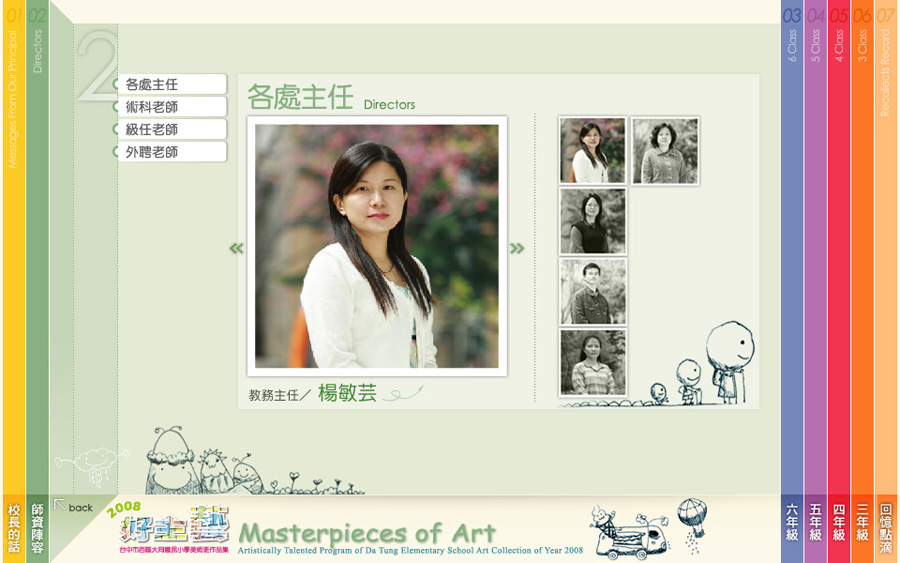 01
Messages From Our Principal
校長的話
02
Directors
師資陣容
2
各處主任
術科老師
級任老師
外聘老師
各處主任 Directors
教務主任／ 楊敏芸
back
2008
好主藝
台中市西區大同國民小學美術班作品集
Masterpieces of Art
Artistically Talented Program of Da Tung Elementary School Art Collection of Year 2008
03
6 Class
六年級
04
5 Class
五年級
05
4 Class
四年級
06
3 Class
三年級
07
Recollects Record
回憶點滴